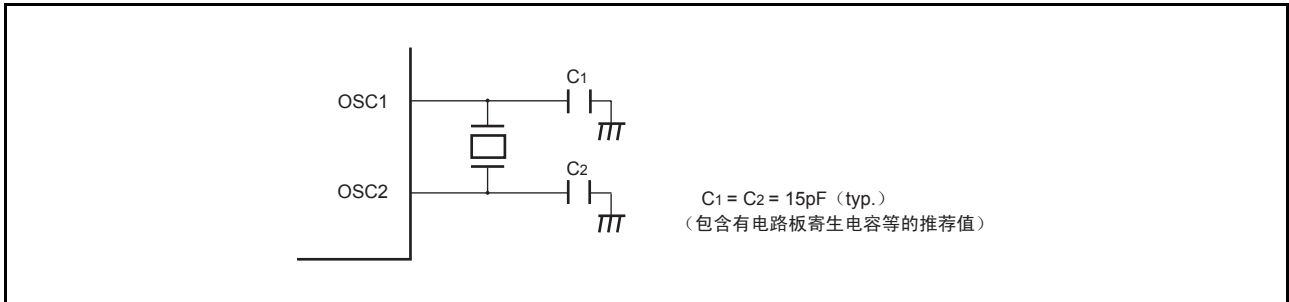 OSC1
C1
OSC2
C2
C1 = C2 = 15pF（typ.）
（包含有电路板寄生电容等的推荐值）